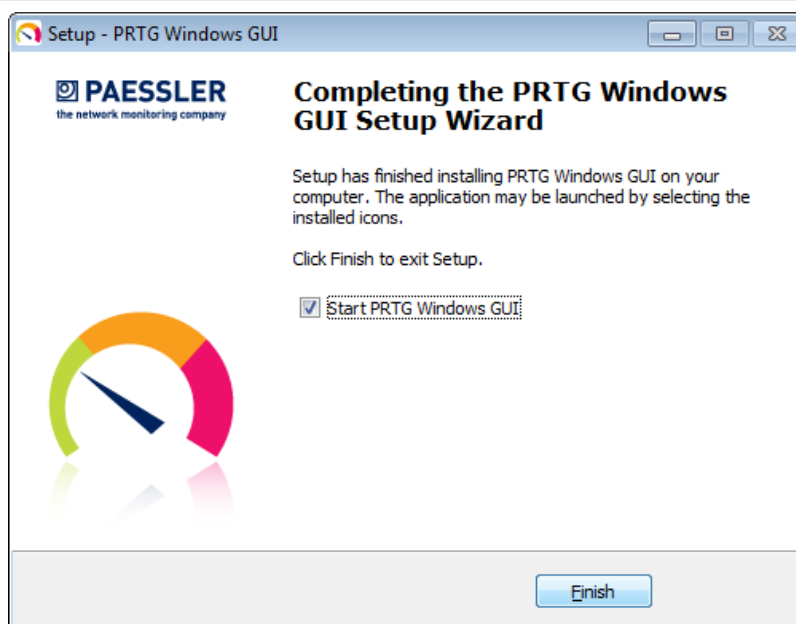 Setup - PRTG Windows GUI
PAESSLER
the network monitoring company
Completing the PRTG Windows
GUI Setup Wizard
Setup has finished installing PRTG Windows GUI on your
computer. The application may be launched by selecting the
installed icons.
Click Finish to exit Setup.
Start PRTG Windows GUI
Finish